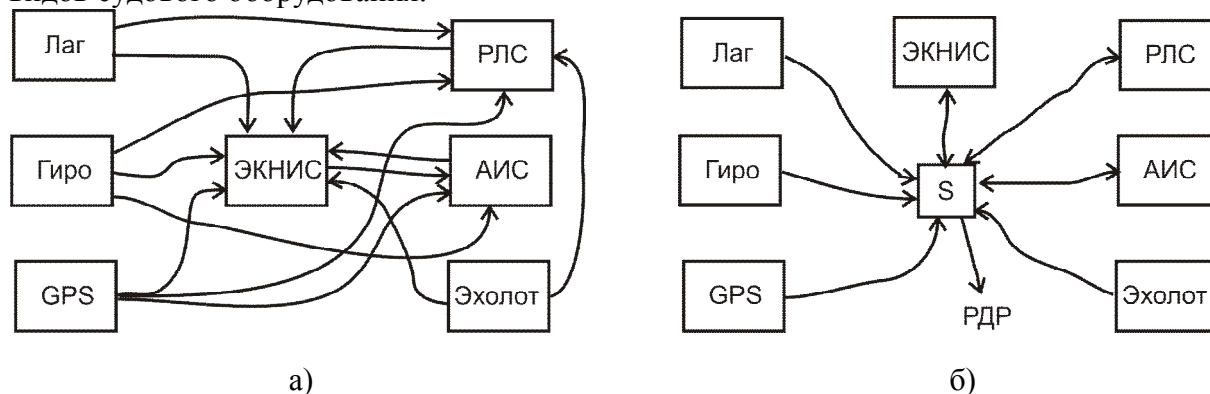 видов судового оборудования.
Лаг
РЛС
Гиро
ЭКНИС
АИС
GPS
Эхолот
а)
Лаг
ЭКНИС
РЛС
Гиро
S
АИС
GPS
РДР
Эхолот
б)